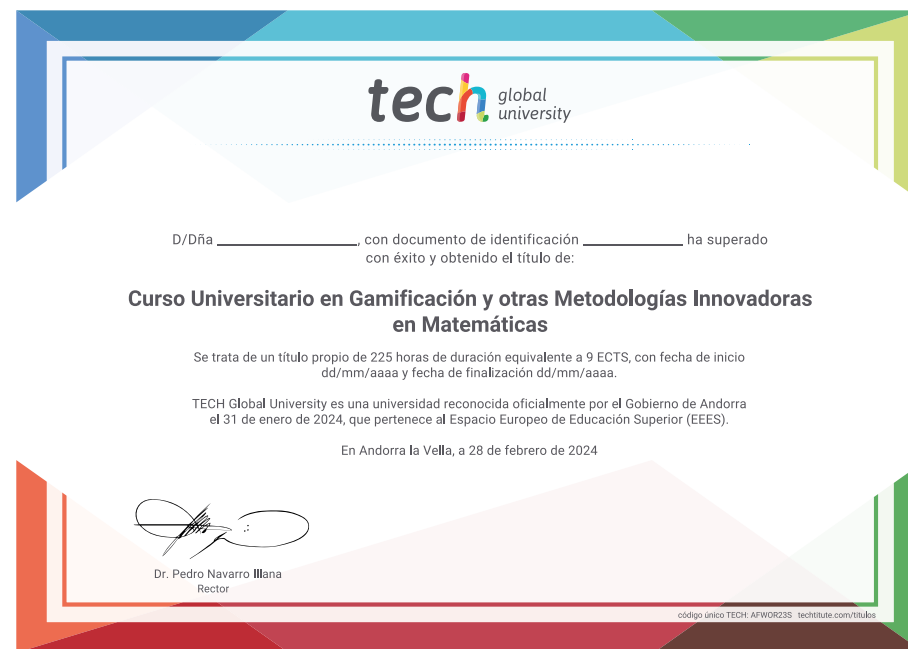 tech global university
D/Dña ____________, con documento de identificación ____________ ha superado
con éxito y obtenido el título de:
Curso Universitario en Gamificación y otras Metodologías Innovadoras
en Matemáticas
Se trata de un título propio de 225 horas de duración equivalente a 9 ECTS, con fecha de inicio
dd/mm/aaaa y fecha de finalización dd/mm/aaaa.
TECH Global University es una universidad reconocida oficialmente por el Gobierno de Andorra
el 31 de enero de 2024, que pertenece al Espacio Europeo de Educación Superior (EEES).
En Andorra la Vella, a 28 de febrero de 2024
Dr. Pedro Navarro Illana
Rector
código único TECH: AFWOR23S techtitute.com/titulos